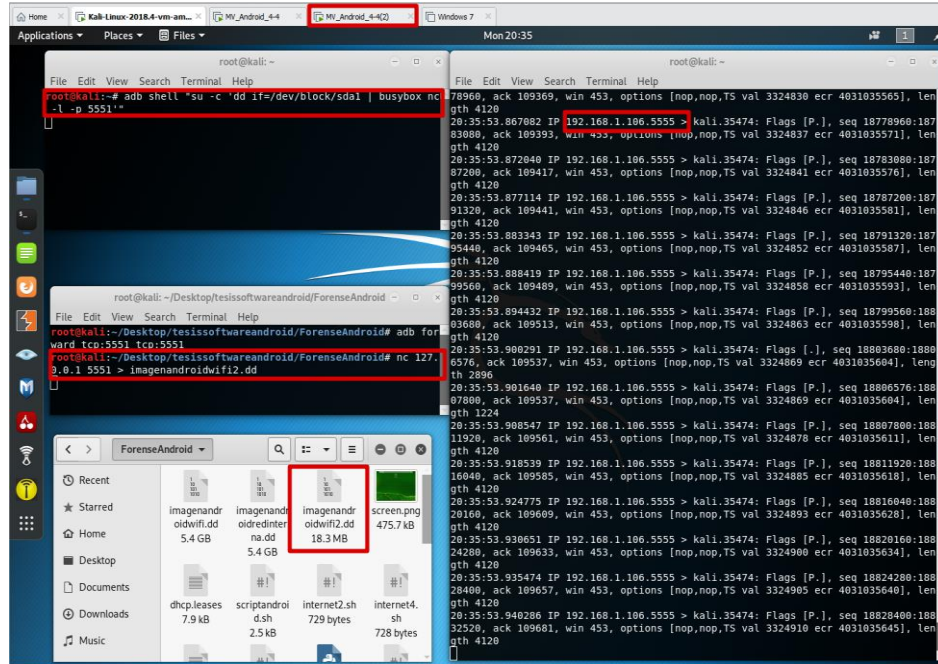 Home
Kali-Linux-2018.4-vm-am...
MV_Android_4-4
MV_Android_4-4(2)
Windows 7
Applications
Places
Files
Mon 20:35
1
root@kali: ~
File Edit View Search Terminal Help
root@kali:~# adb shell "su -c 'dd if=/dev/block/sda1 | busybox nc
-l -p 5551'"
root@kali: ~/Desktop/tesissoftwareandroid/ForenseAndroid
File Edit View Search Terminal Help
root@kali:~/Desktop/tesissoftwareandroid/ForenseAndroid# adb for
ward tcp:5551 tcp:5551
root@kali:~/Desktop/tesissoftwareandroid/ForenseAndroid# nc 127.
0.0.1 5551 > imagenandroidwifi2.dd
ForenseAndroid
Recent
Starred
Home
Desktop
Documents
Downloads
Music
imagenandr
oidwifi.dd
5.4 GB
imagenandr
oidredinter
na.dd
5.4 GB
imagenandr
oidwifi2.dd
18.3 MB
screen.png
475.7 kB
dhcp.leases
7.9 kB
scriptandroi
d.sh
2.5 kB
internet2.sh
729 bytes
internet4.
sh
728 bytes
root@kali: ~
File Edit View Search Terminal Help
78960, ack 109369, win 453, options [nop,nop,TS val 3324830 ecr 4031035565], len
gth 4120
20:35:53.867082 IP 192.168.1.106.5555 > kali.35474: Flags [P.], seq 18778960:187
83080, ack 109393, win 453, options [nop,nop,TS val 3324837 ecr 4031035571], len
gth 4120
20:35:53.872040 IP 192.168.1.106.5555 > kali.35474: Flags [P.], seq 18783080:187
87200, ack 109417, win 453, options [nop,nop,TS val 3324841 ecr 4031035576], len
gth 4120
20:35:53.877114 IP 192.168.1.106.5555 > kali.35474: Flags [P.], seq 18787200:187
91320, ack 109441, win 453, options [nop,nop,TS val 3324846 ecr 4031035581], len
gth 4120
20:35:53.883343 IP 192.168.1.106.5555 > kali.35474: Flags [P.], seq 18791320:187
95440, ack 109465, win 453, options [nop,nop,TS val 3324852 ecr 4031035587], len
gth 4120
20:35:53.888419 IP 192.168.1.106.5555 > kali.35474: Flags [P.], seq 18795440:187
99560, ack 109489, win 453, options [nop,nop,TS val 3324858 ecr 4031035593], len
gth 4120
20:35:53.894432 IP 192.168.1.106.5555 > kali.35474: Flags [P.], seq 18799560:188
03680, ack 109513, win 453, options [nop,nop,TS val 3324863 ecr 4031035598], len
gth 4120
20:35:53.900291 IP 192.168.1.106.5555 > kali.35474: Flags [.], seq 18803680:1880
6576, ack 109537, win 453, options [nop,nop,TS val 3324869 ecr 4031035604], leng
th 2896
20:35:53.901640 IP 192.168.1.106.5555 > kali.35474: Flags [P.], seq 18806576:188
07800, ack 109537, win 453, options [nop,nop,TS val 3324869 ecr 4031035604], len
gth 1224
20:35:53.908547 IP 192.168.1.106.5555 > kali.35474: Flags [P.], seq 18807800:188
11920, ack 109561, win 453, options [nop,nop,TS val 3324878 ecr 4031035611], len
gth 4120
20:35:53.918539 IP 192.168.1.106.5555 > kali.35474: Flags [P.], seq 18811920:188
16040, ack 109585, win 453, options [nop,nop,TS val 3324885 ecr 4031035618], len
gth 4120
20:35:53.924775 IP 192.168.1.106.5555 > kali.35474: Flags [P.], seq 18816040:188
20160, ack 109609, win 453, options [nop,nop,TS val 3324893 ecr 4031035628], len
gth 4120
20:35:53.930651 IP 192.168.1.106.5555 > kali.35474: Flags [P.], seq 18820160:188
24280, ack 109633, win 453, options [nop,nop,TS val 3324900 ecr 4031035634], len
gth 4120
20:35:53.935474 IP 192.168.1.106.5555 > kali.35474: Flags [P.], seq 18824280:188
28400, ack 109657, win 453, options [nop,nop,TS val 3324905 ecr 4031035640], len
gth 4120
20:35:53.940286 IP 192.168.1.106.5555 > kali.35474: Flags [P.], seq 18828400:188
32520, ack 109681, win 453, options [nop,nop,TS val 3324910 ecr 4031035645], len
gth 4120